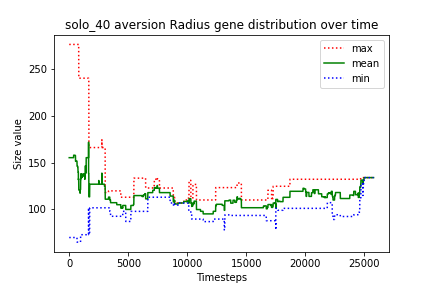 solo_40 aversion Radius gene distribution over time
max
mean
min
Size value
250
200
150
100
0
5000
10000
15000
20000
25000
Timesteps